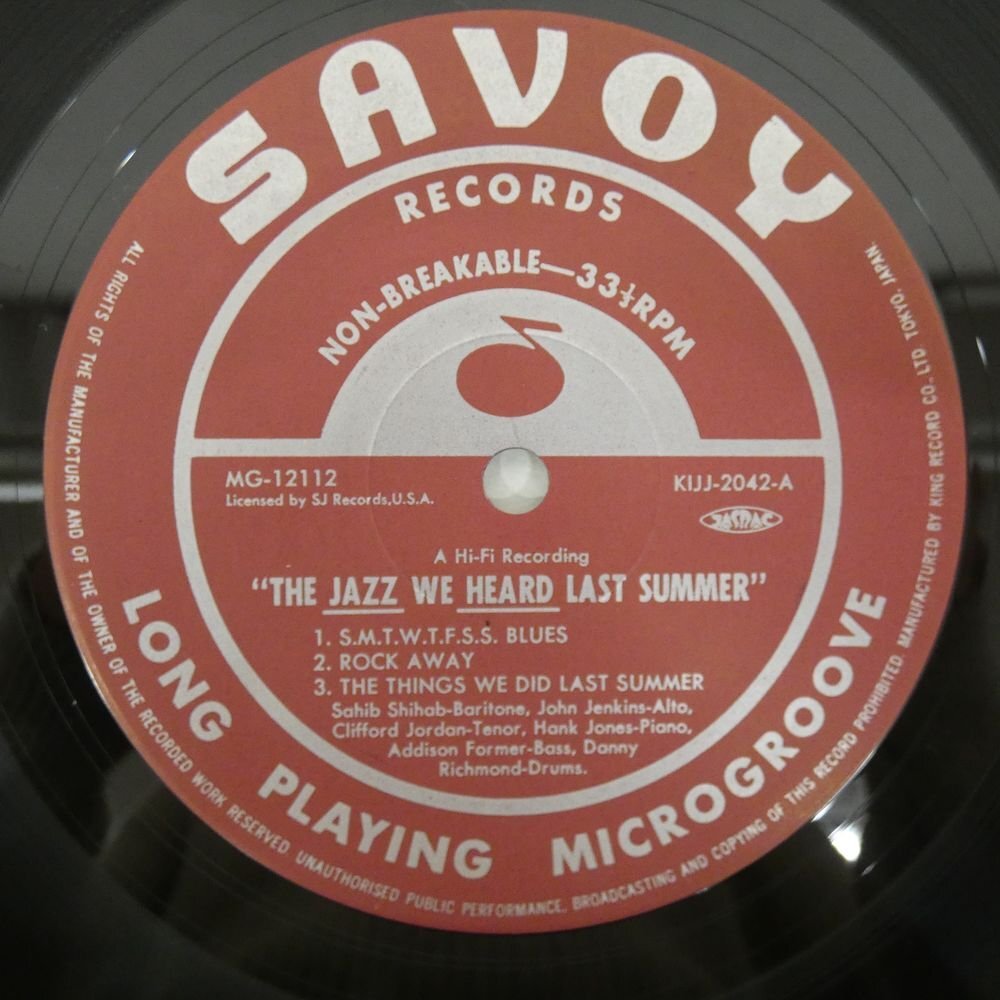 SAVOY
RECORDS
NON-BREAKABLE—33⅓RPM
MG-12112
Licensed by SJ Records,U.S.A.
KIJJ-2042-A
JASRAC
A Hi-Fi Recording
"THE JAZZ WE HEARD LAST SUMMER"
1. S.M.T.W.T.F.S.S. BLUES
2. ROCK AWAY
3. THE THINGS WE DID LAST SUMMER
Sahib Shihab-Baritone, John Jenkins-Alto,
Clifford Jordan-Tenor, Hank Jones-Piano,
Addison Former-Bass, Danny
Richmond-Drums.
LONG PLAYING MICROGROOVE
ALL RIGHTS OF THE MANUFACTURER AND OF THE OWNER OF THE RECORDED WORK RESERVED. UNAUTHORISED PUBLIC PERFORMANCE, BROADCASTING AND COPYING OF THIS RECORD PROHIBITED. MANUFACTURED BY KING RECORD CO., LTD. TOKYO, JAPAN.